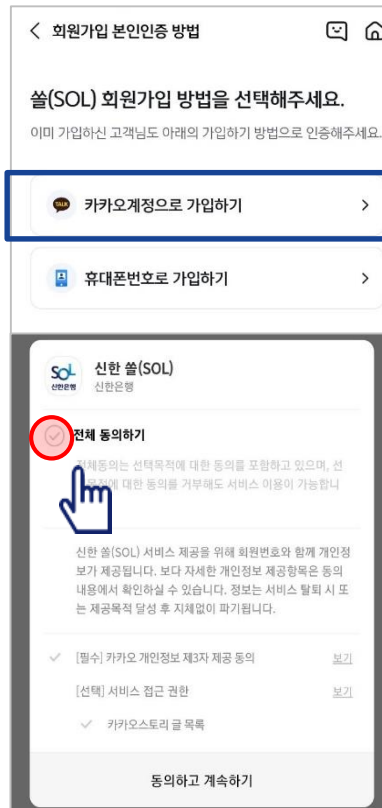 회원가입 본인인증 방법
쏠(SOL) 회원가입 방법을 선택해주세요.
이미 가입하신 고객님도 아래의 가입하기 방법으로 인증해주세요.
TALK
카카오계정으로 가입하기
휴대폰번호로 가입하기
SOL
신한은행
신한 쏠(SOL)
신한은행
전체 동의하기
전체동의는 선택목적에 대한 동의를 포함하고 있으며, 선
목적에 대한 동의를 거부해도 서비스 이용이 가능합니
신한 쏠(SOL) 서비스 제공을 위해 회원번호와 함께 개인정
보가 제공됩니다. 보다 자세한 개인정보 제공항목은 동의
내용에서 확인하실 수 있습니다. 정보는 서비스 탈퇴 시 또
는 제공목적 달성 후 지체없이 파기됩니다.
[필수] 카카오 개인정보 제3자 제공 동의 보기
[선택] 서비스 접근 권한 보기
카카오스토리 글 목록
동의하고 계속하기